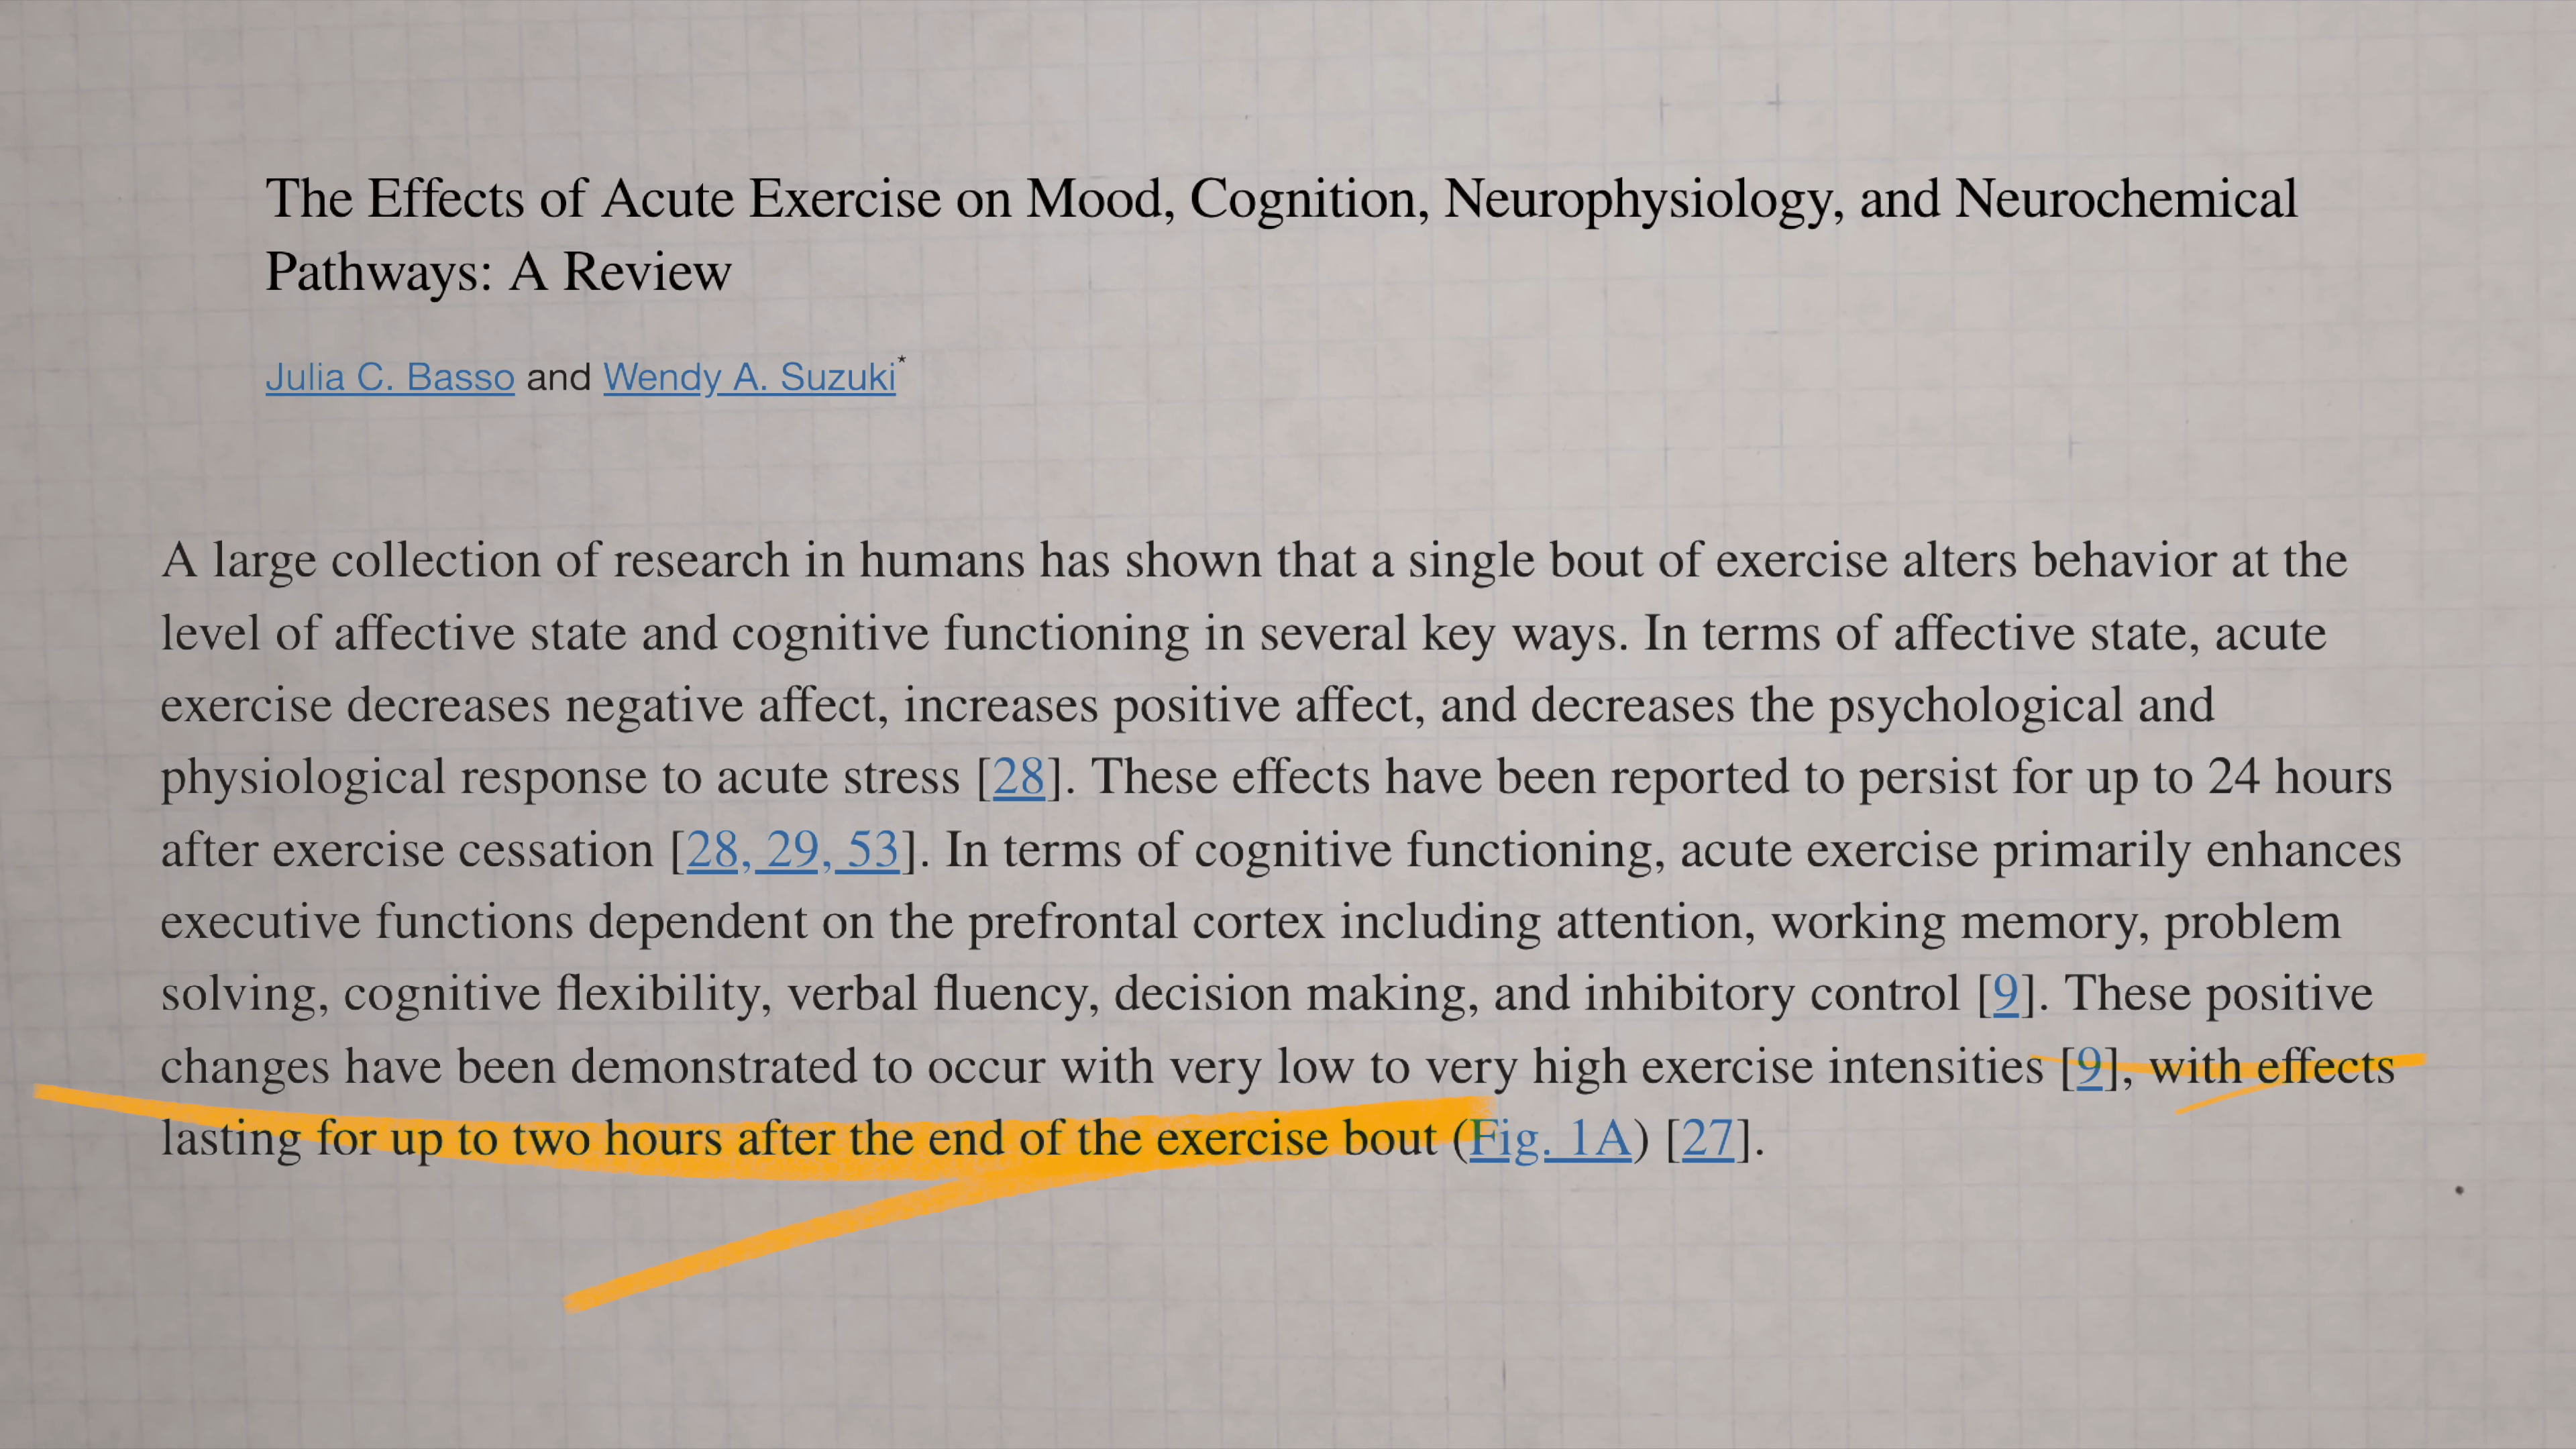 The Effects of Acute Exercise on Mood, Cognition, Neurophysiology, and Neurochemical
Pathways: A Review
Julia C. Basso and Wendy A. Suzuki*
A large collection of research in humans has shown that a single bout of exercise alters behavior at the
level of affective state and cognitive functioning in several key ways. In terms of affective state, acute
exercise decreases negative affect, increases positive affect, and decreases the psychological and
physiological response to acute stress [28]. These effects have been reported to persist for up to 24 hours
after exercise cessation [28, 29, 53]. In terms of cognitive functioning, acute exercise primarily enhances
executive functions dependent on the prefrontal cortex including attention, working memory, problem
solving, cognitive flexibility, verbal fluency, decision making, and inhibitory control [9]. These positive
changes have been demonstrated to occur with very low to very high exercise intensities [9], with effects
lasting for up to two hours after the end of the exercise bout (Fig. 1A) [27].